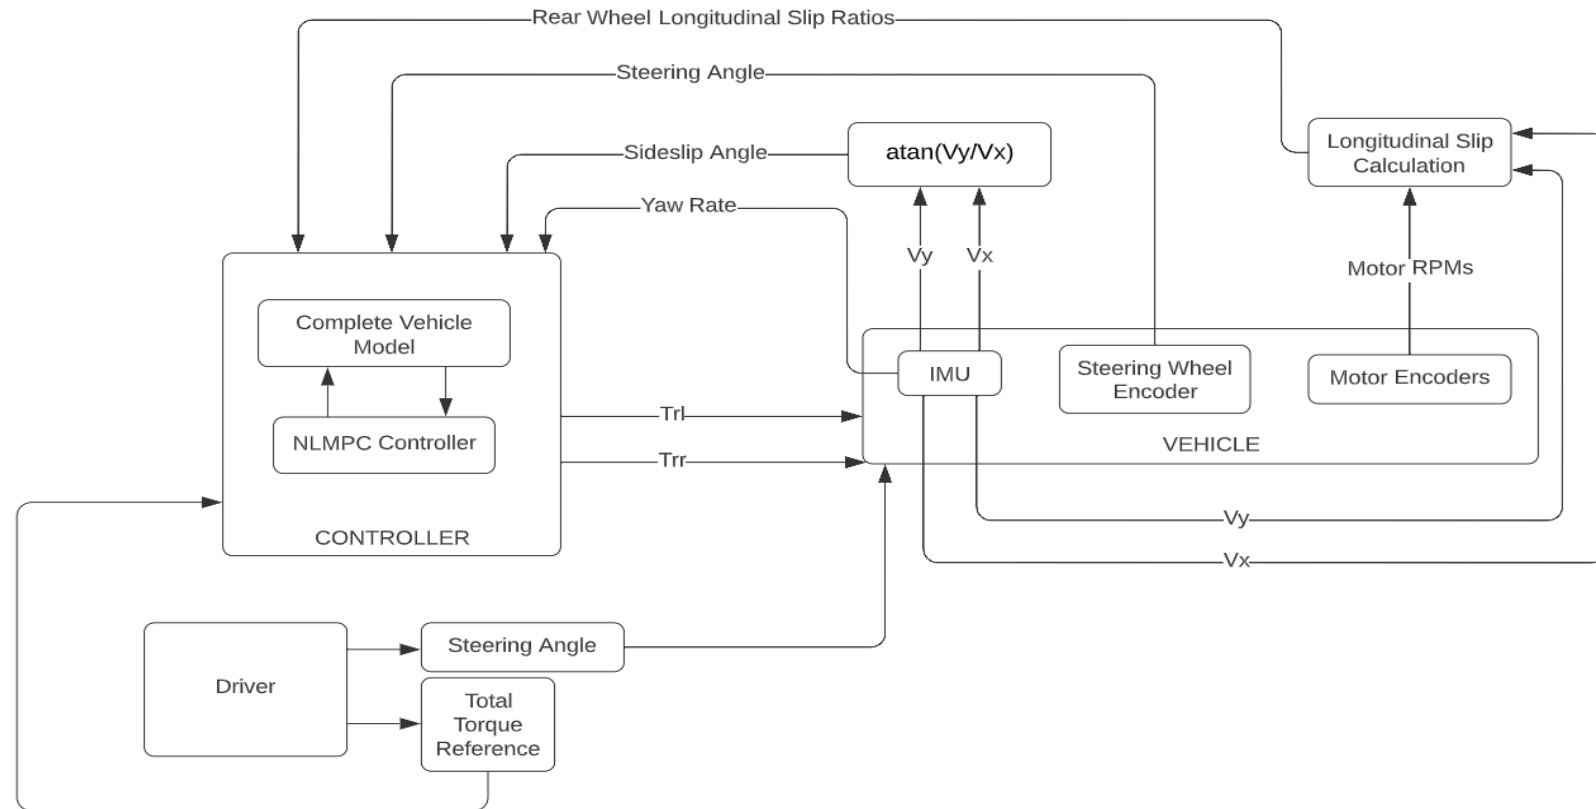 Rear Wheel Longitudinal Slip Ratios
Steering Angle
Sideslip Angle
atan(Vy/Vx)
Longitudinal Slip
Calculation
Yaw Rate
Vy
Vx
Motor RPMs
Complete Vehicle
Model
NLMPC Controller
CONTROLLER
Trl
Trr
IMU
Steering Wheel
Encoder
Motor Encoders
VEHICLE
Vy
Vx
Driver
Steering Angle
Total
Torque
Reference